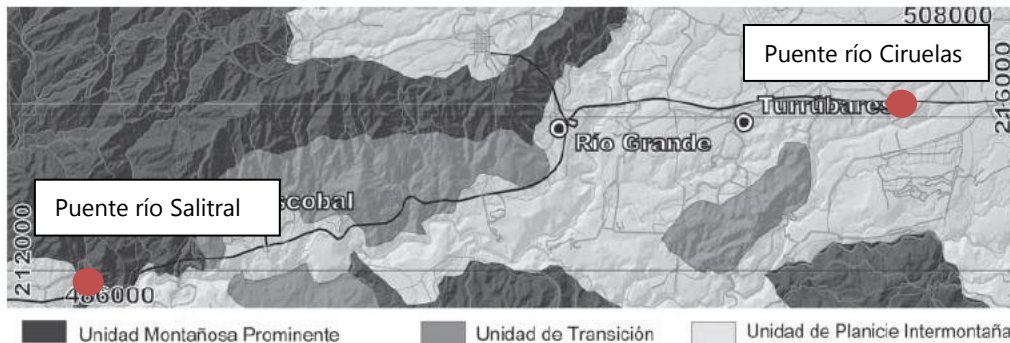 508000
Puente río Ciruelas
216000
Turrúbares
Río Grande
Puente río Salitral
scobal
212000
486000
Unidad Montañosa Prominente
Unidad de Transición
Unidad de Planicie Intermontaña